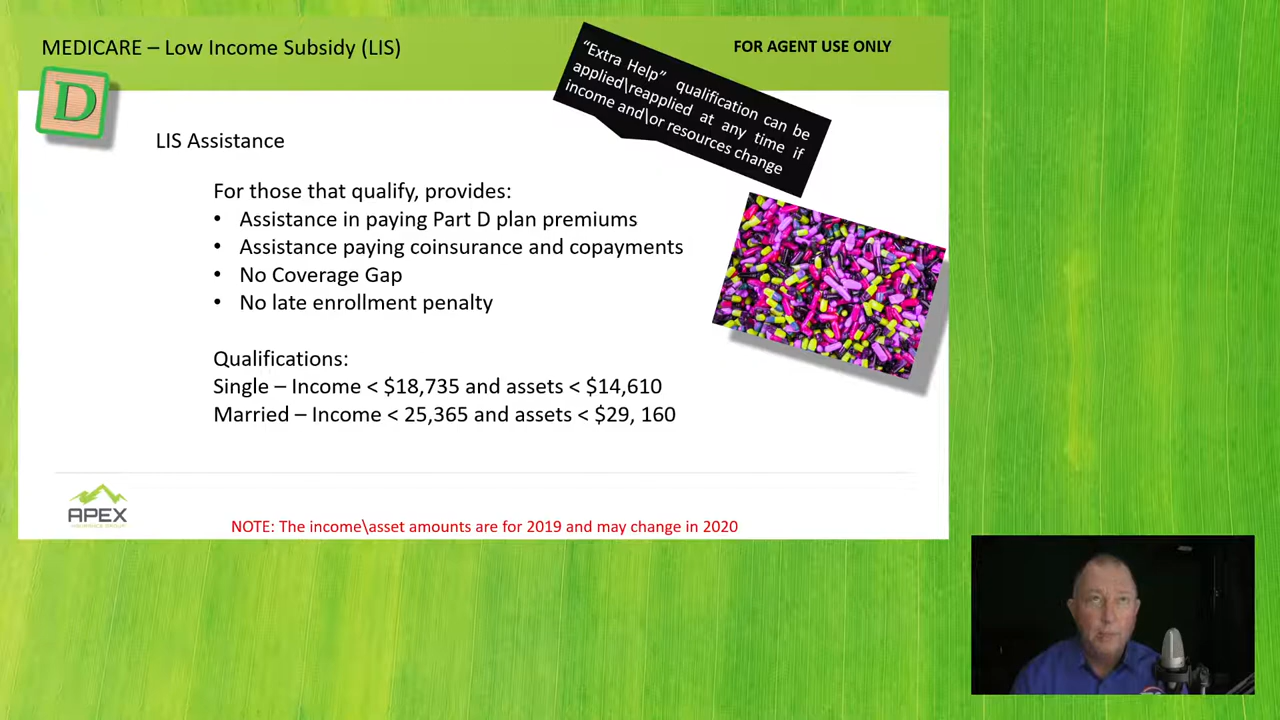 MEDICARE – Low Income Subsidy (LIS)
FOR AGENT USE ONLY
“Extra Help” qualification can be
applied\reapplied at any time if
income and\or resources change
D
LIS Assistance
For those that qualify, provides:
• Assistance in paying Part D plan premiums
• Assistance paying coinsurance and copayments
• No Coverage Gap
• No late enrollment penalty
Qualifications:
Single – Income < $18,735 and assets < $14,610
Married – Income < 25,365 and assets < $29, 160
APEX
INSURANCE GROUP
NOTE: The income\asset amounts are for 2019 and may change in 2020